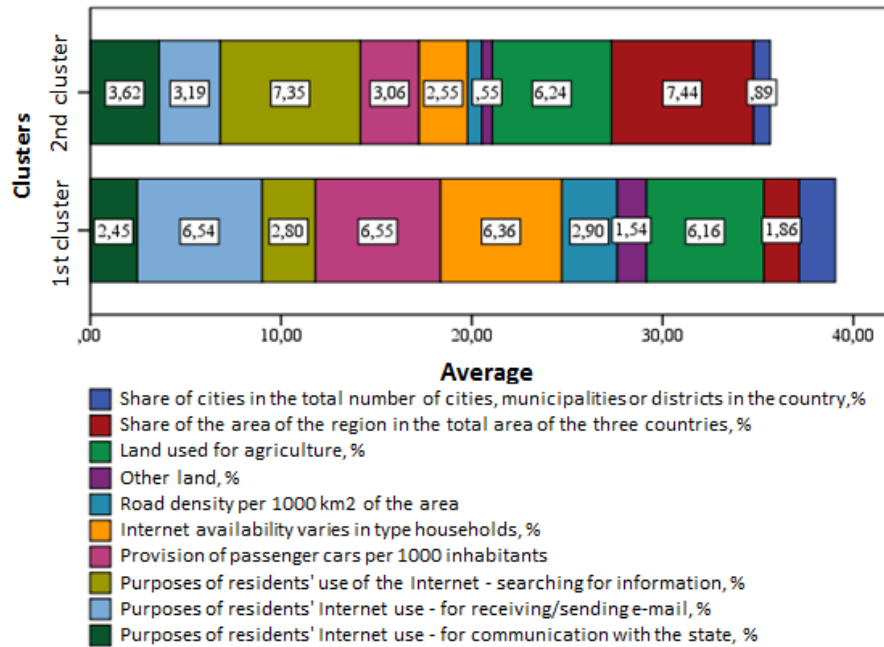 Clusters
2nd cluster
3,62 3,19 7,35 3,06 2,55 ,55 6,24 7,44 ,89
1st cluster
2,45 6,54 2,80 6,55 6,36 2,90 1,54 6,16 1,86
,00 10,00 20,00 30,00 40,00
Average
Share of cities in the total number of cities, municipalities or districts in the country,%
Share of the area of the region in the total area of the three countries, %
Land used for agriculture, %
Other land, %
Road density per 1000 km2 of the area
Internet availability varies in type households, %
Provision of passenger cars per 1000 inhabitants
Purposes of residents' use of the Internet - searching for information, %
Purposes of residents' Internet use - for receiving/sending e-mail, %
Purposes of residents' Internet use - for communication with the state, %